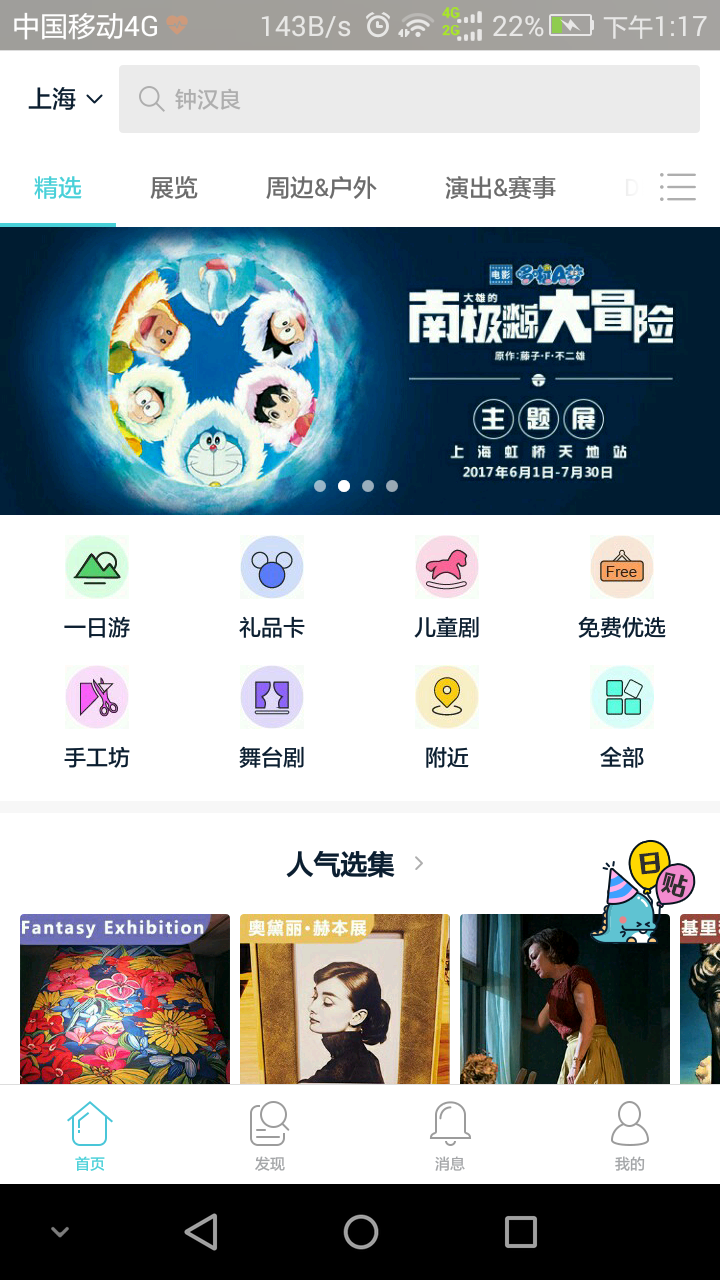 中国移动4G 143B/s 4G 2G 22% 下午1:17
上海 钟汉良
精选 展览 周边&户外 演出&赛事 D
电影 哆啦A梦
大雄的
南极冰冰凉大冒险
原作:藤子·F·不二雄
主题展
上海虹桥天地站
2017年6月1日-7月30日
一日游 礼品卡 儿童剧 免费优选
Free
手工坊 舞台剧 附近 全部
人气选集
日贴
Fantasy Exhibition 奥黛丽·赫本展 基里
首页 发现 消息 我的